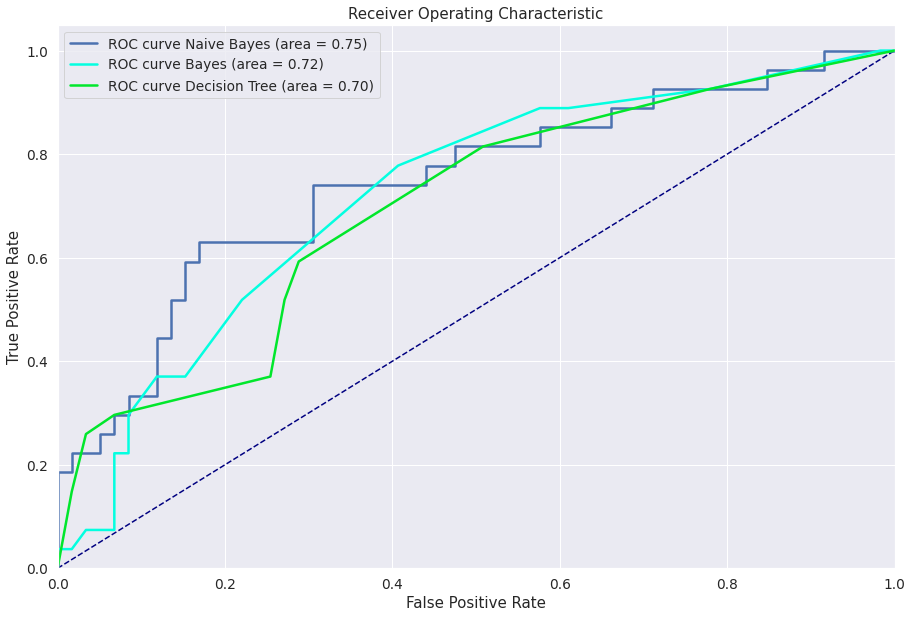 Receiver Operating Characteristic
ROC curve Naive Bayes (area = 0.75)
ROC curve Bayes (area = 0.72)
ROC curve Decision Tree (area = 0.70)
1.0
0.8
0.6
0.4
0.2
0.0
True Positive Rate
0.0 0.2 0.4 0.6 0.8 1.0
False Positive Rate